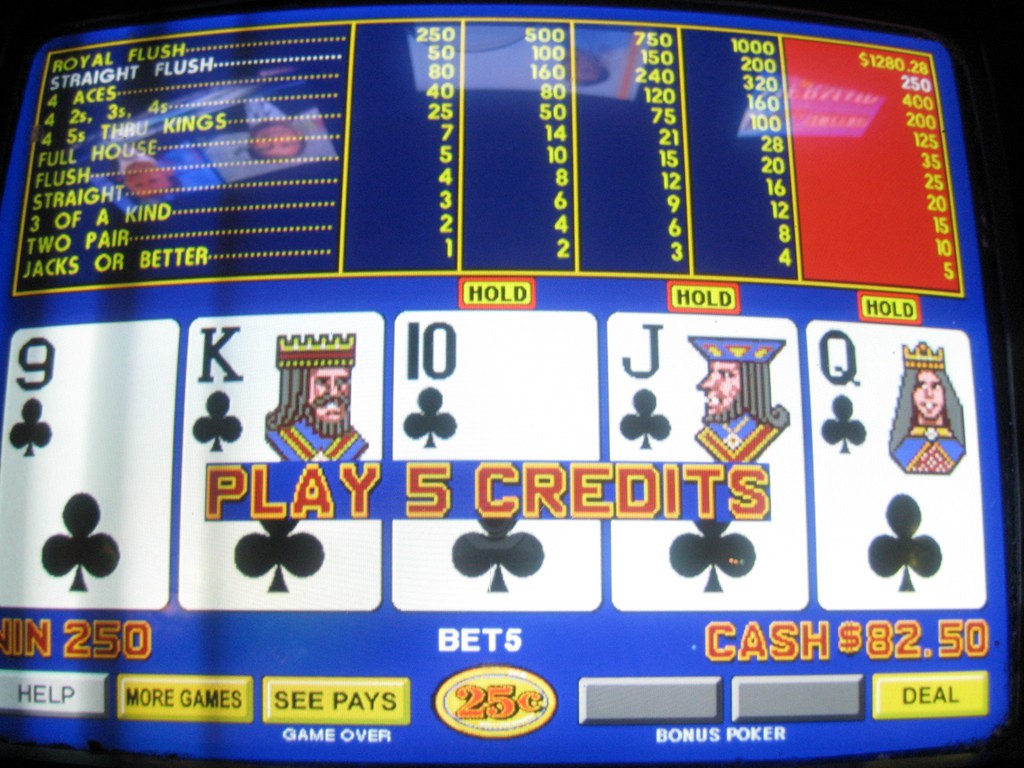 ROYAL FLUSH 250 500 750 1000 $1280.28
STRAIGHT FLUSH 50 100 150 200 250
4 ACES 80 160 240 320 400
4 2s, 3s, 4s 40 80 120 160 200
4 5s THRU KINGS 25 50 75 100 125
FULL HOUSE 7 14 21 28 35
FLUSH 5 10 15 20 25
STRAIGHT 4 8 12 16 20
3 OF A KIND 3 6 9 12 15
TWO PAIR 2 4 6 8 10
JACKS OR BETTER 1 2 3 4 5
HOLD HOLD HOLD
9 K 10 J Q
PLAY 5 CREDITS
WIN 250 BET5 CASH $82.50
HELP MORE GAMES SEE PAYS 25¢ DEAL
GAME OVER BONUS POKER